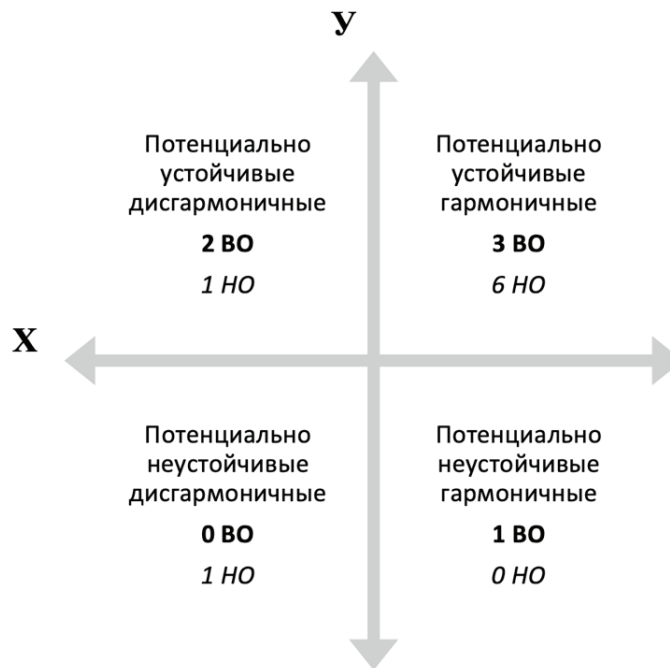 У
Потенциально
устойчивые
дисгармоничные
2 ВО
1 НО
Потенциально
устойчивые
гармоничные
3 ВО
6 НО
Х
Потенциально
неустойчивые
дисгармоничные
0 ВО
1 НО
Потенциально
неустойчивые
гармоничные
1 ВО
0 НО